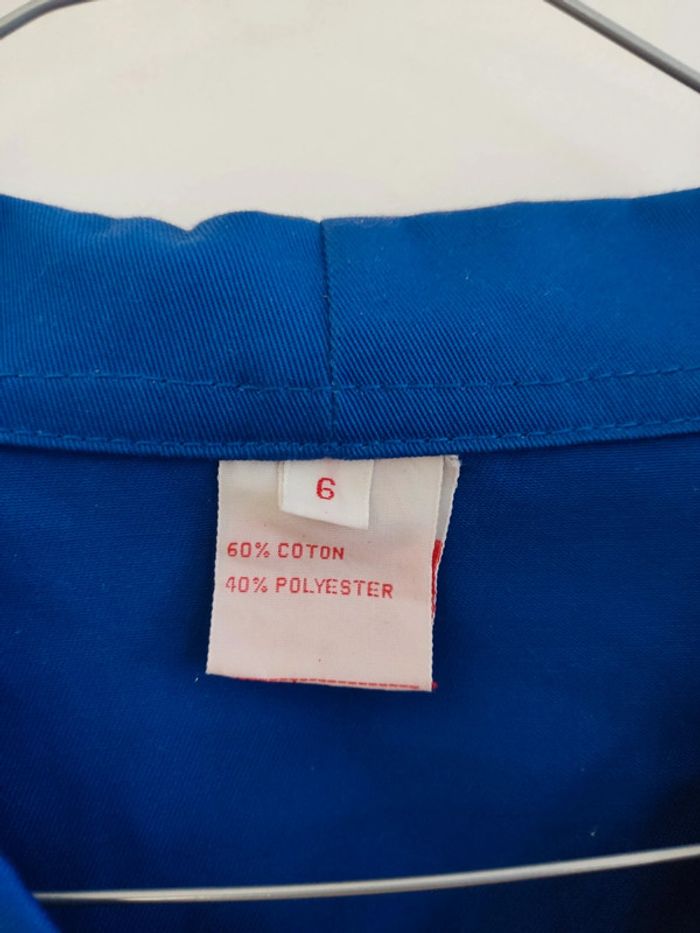 6
60% COTON
40% POLYESTER